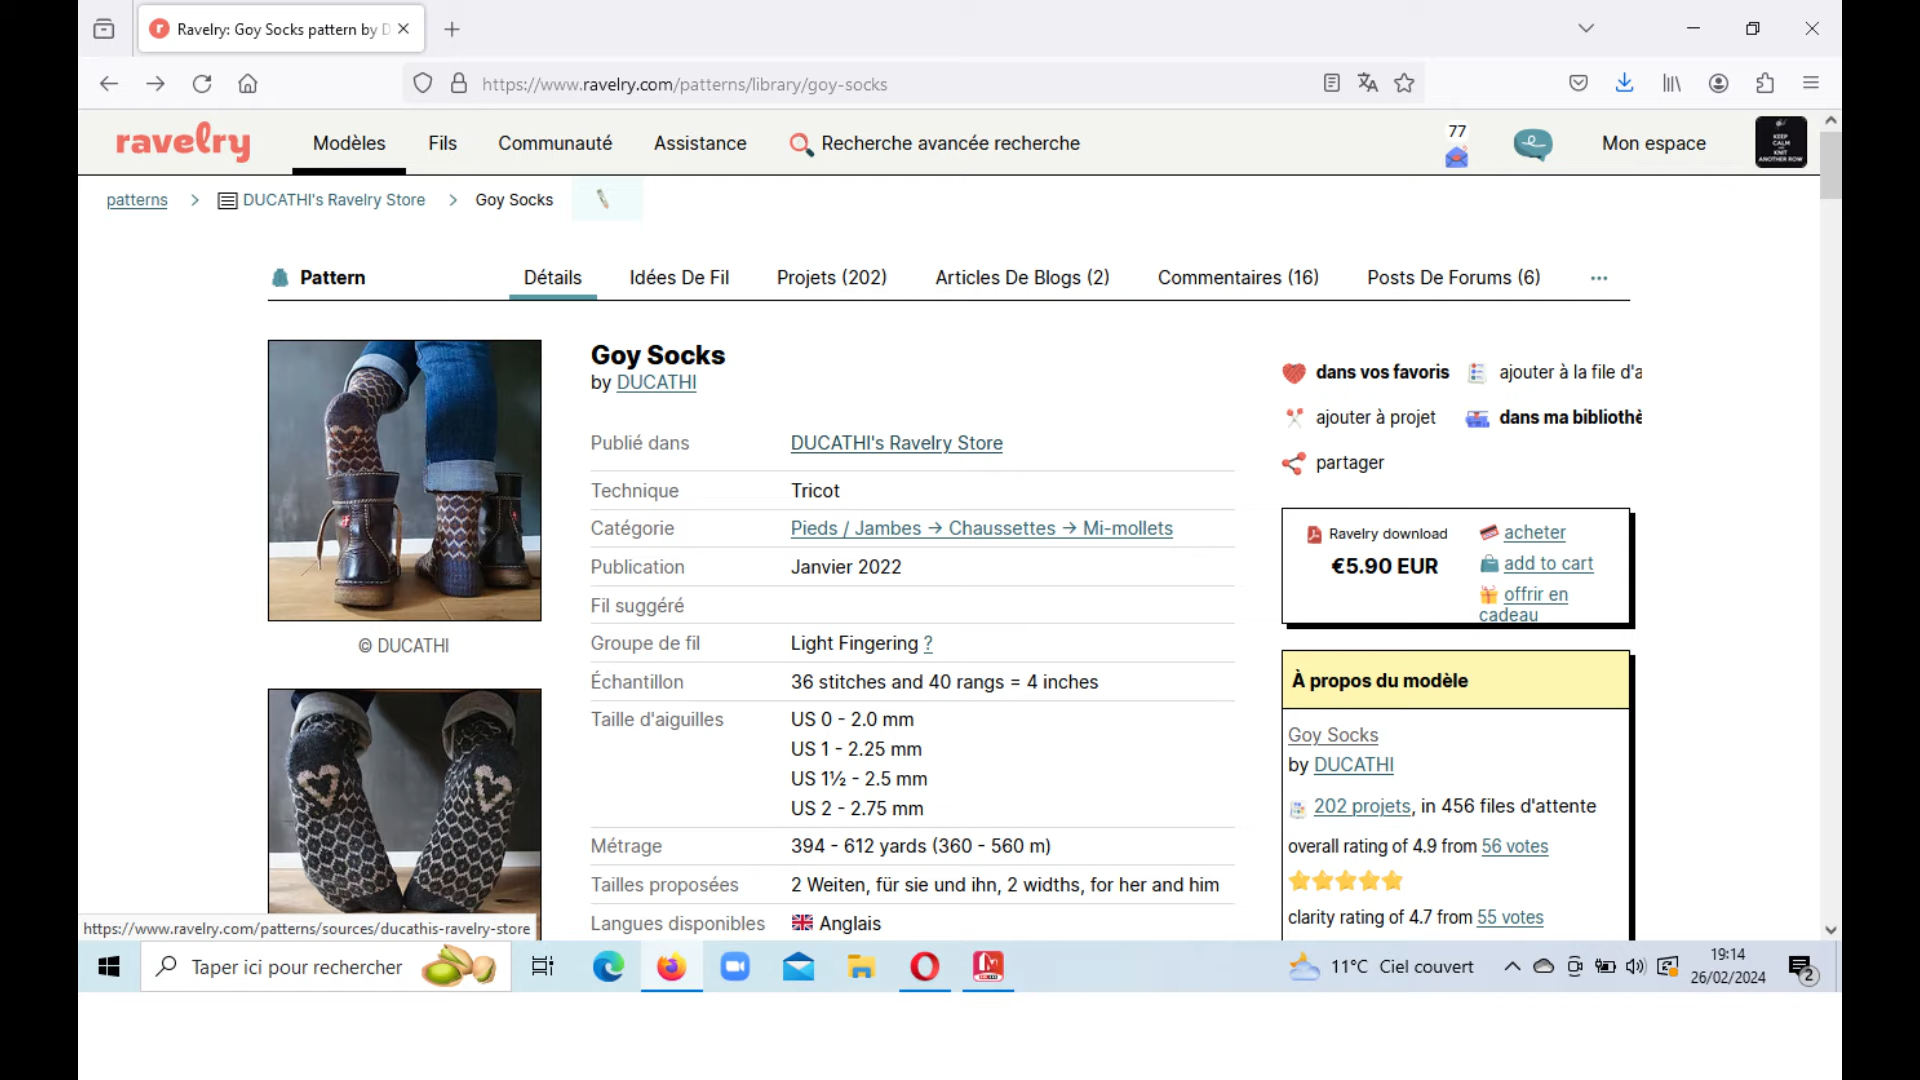 Ravelry: Goy Socks pattern by D
https://www.ravelry.com/patterns/library/goy-socks
ravelry
Modèles
Fils
Communauté
Assistance
Recherche avancée recherche
77
Mon espace
KEEP
CALM
KNIT
ANOTHER ROW
patterns
DUCATHI's Ravelry Store
Goy Socks
Pattern
Détails
Idées De Fil
Projets (202)
Articles De Blogs (2)
Commentaires (16)
Posts De Forums (6)
© DUCATHI
Goy Socks
by DUCATHI
Publié dans DUCATHI's Ravelry Store
Technique Tricot
Catégorie Pieds / Jambes → Chaussettes → Mi-mollets
Publication Janvier 2022
Fil suggéré
Groupe de fil Light Fingering ?
Échantillon 36 stitches and 40 rangs = 4 inches
Taille d'aiguilles US 0 - 2.0 mm
US 1 - 2.25 mm
US 1½ - 2.5 mm
US 2 - 2.75 mm
Métrage 394 - 612 yards (360 - 560 m)
Tailles proposées 2 Weiten, für sie und ihn, 2 widths, for her and him
Langues disponibles Anglais
dans vos favoris
ajouter à la file d'a
ajouter à projet
dans ma bibliothè
partager
Ravelry download
€5.90 EUR
acheter
add to cart
offrir en
cadeau
À propos du modèle
Goy Socks
by DUCATHI
202 projets, in 456 files d'attente
overall rating of 4.9 from 56 votes
clarity rating of 4.7 from 55 votes
https://www.ravelry.com/patterns/sources/ducathis-ravelry-store
Taper ici pour rechercher
11°C Ciel couvert
19:14
26/02/2024
2